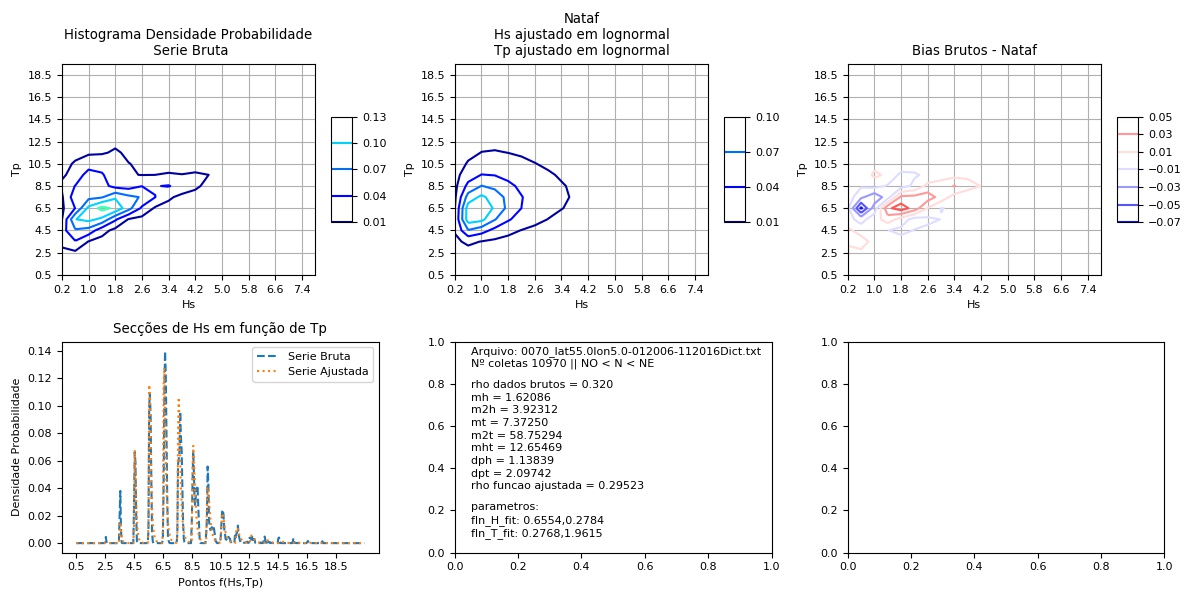 Histograma Densidade Probabilidade
Serie Bruta
Tp
18.5
16.5
14.5
12.5
10.5
8.5
6.5
4.5
2.5
0.5
0.2 1.0 1.8 2.6 3.4 4.2 5.0 5.8 6.6 7.4
Hs
0.13
0.10
0.07
0.04
0.01
Nataf
Hs ajustado em lognormal
Tp ajustado em lognormal
Tp
18.5
16.5
14.5
12.5
10.5
8.5
6.5
4.5
2.5
0.5
0.2 1.0 1.8 2.6 3.4 4.2 5.0 5.8 6.6 7.4
Hs
0.10
0.07
0.04
0.01
Bias Brutos - Nataf
Tp
18.5
16.5
14.5
12.5
10.5
8.5
6.5
4.5
2.5
0.5
0.2 1.0 1.8 2.6 3.4 4.2 5.0 5.8 6.6 7.4
Hs
0.05
0.03
0.01
−0.01
−0.03
−0.05
−0.07
Secções de Hs em função de Tp
Densidade Probabilidade
0.14
0.12
0.10
0.08
0.06
0.04
0.02
0.00
0.5 2.5 4.5 6.5 8.5 10.5 12.5 14.5 16.5 18.5
Pontos f(Hs,Tp)
Serie Bruta
Serie Ajustada
1.0
0.8
0.6
0.4
0.2
0.0
0.0 0.2 0.4 0.6 0.8 1.0
Arquivo: 0070_lat55.0lon5.0-012006-112016Dict.txt
Nº coletas 10970 || NO < N < NE
rho dados brutos = 0.320
mh = 1.62086
m2h = 3.92312
mt = 7.37250
m2t = 58.75294
mht = 12.65469
dph = 1.13839
dpt = 2.09742
rho funcao ajustada = 0.29523
parametros:
fln_H_fit: 0.6554,0.2784
fln_T_fit: 0.2768,1.9615
1.0
0.8
0.6
0.4
0.2
0.0
0.0 0.2 0.4 0.6 0.8 1.0